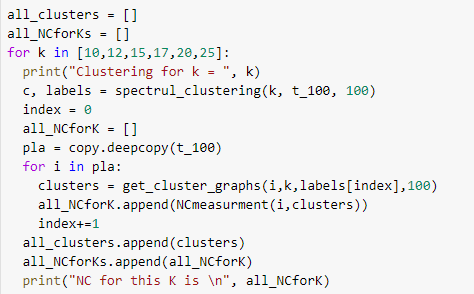 all_clusters = []
all_NCforKs = []
for k in [10,12,15,17,20,25]:
  print("Clustering for k = ", k)
  c, labels = spectrul_clustering(k, t_100, 100)
  index = 0
  all_NCforK = []
  pla = copy.deepcopy(t_100)
  for i in pla:
    clusters = get_cluster_graphs(i,k,labels[index],100)
    all_NCforK.append(NCmeasurment(i,clusters))
    index+=1
  all_clusters.append(clusters)
  all_NCforKs.append(all_NCforK)
  print("NC for this K is \n", all_NCforK)